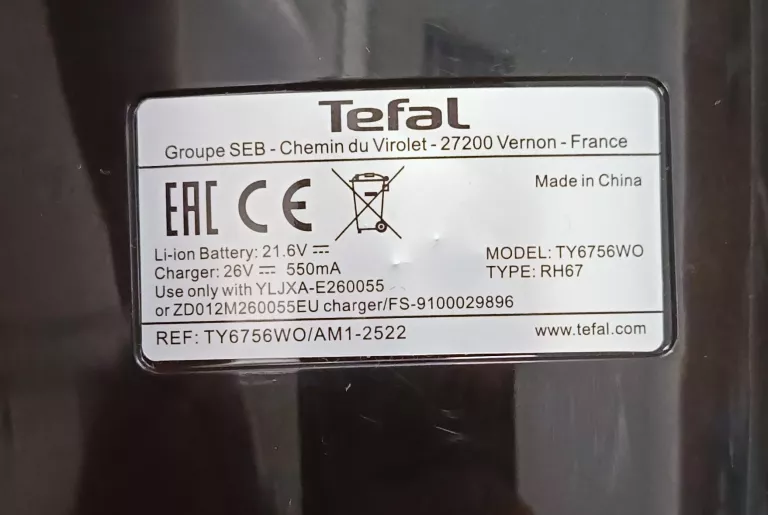 Tefal
Groupe SEB - Chemin du Virolet - 27200 Vernon - France
EAC CE
Made in China
Li-ion Battery: 21.6V ⎓
Charger: 26V ⎓ 550mA
Use only with YLJXA-E260055
or ZD012M260055EU charger/FS-9100029896
MODEL: TY6756WO
TYPE: RH67
REF: TY6756WO/AM1-2522
www.tefal.com